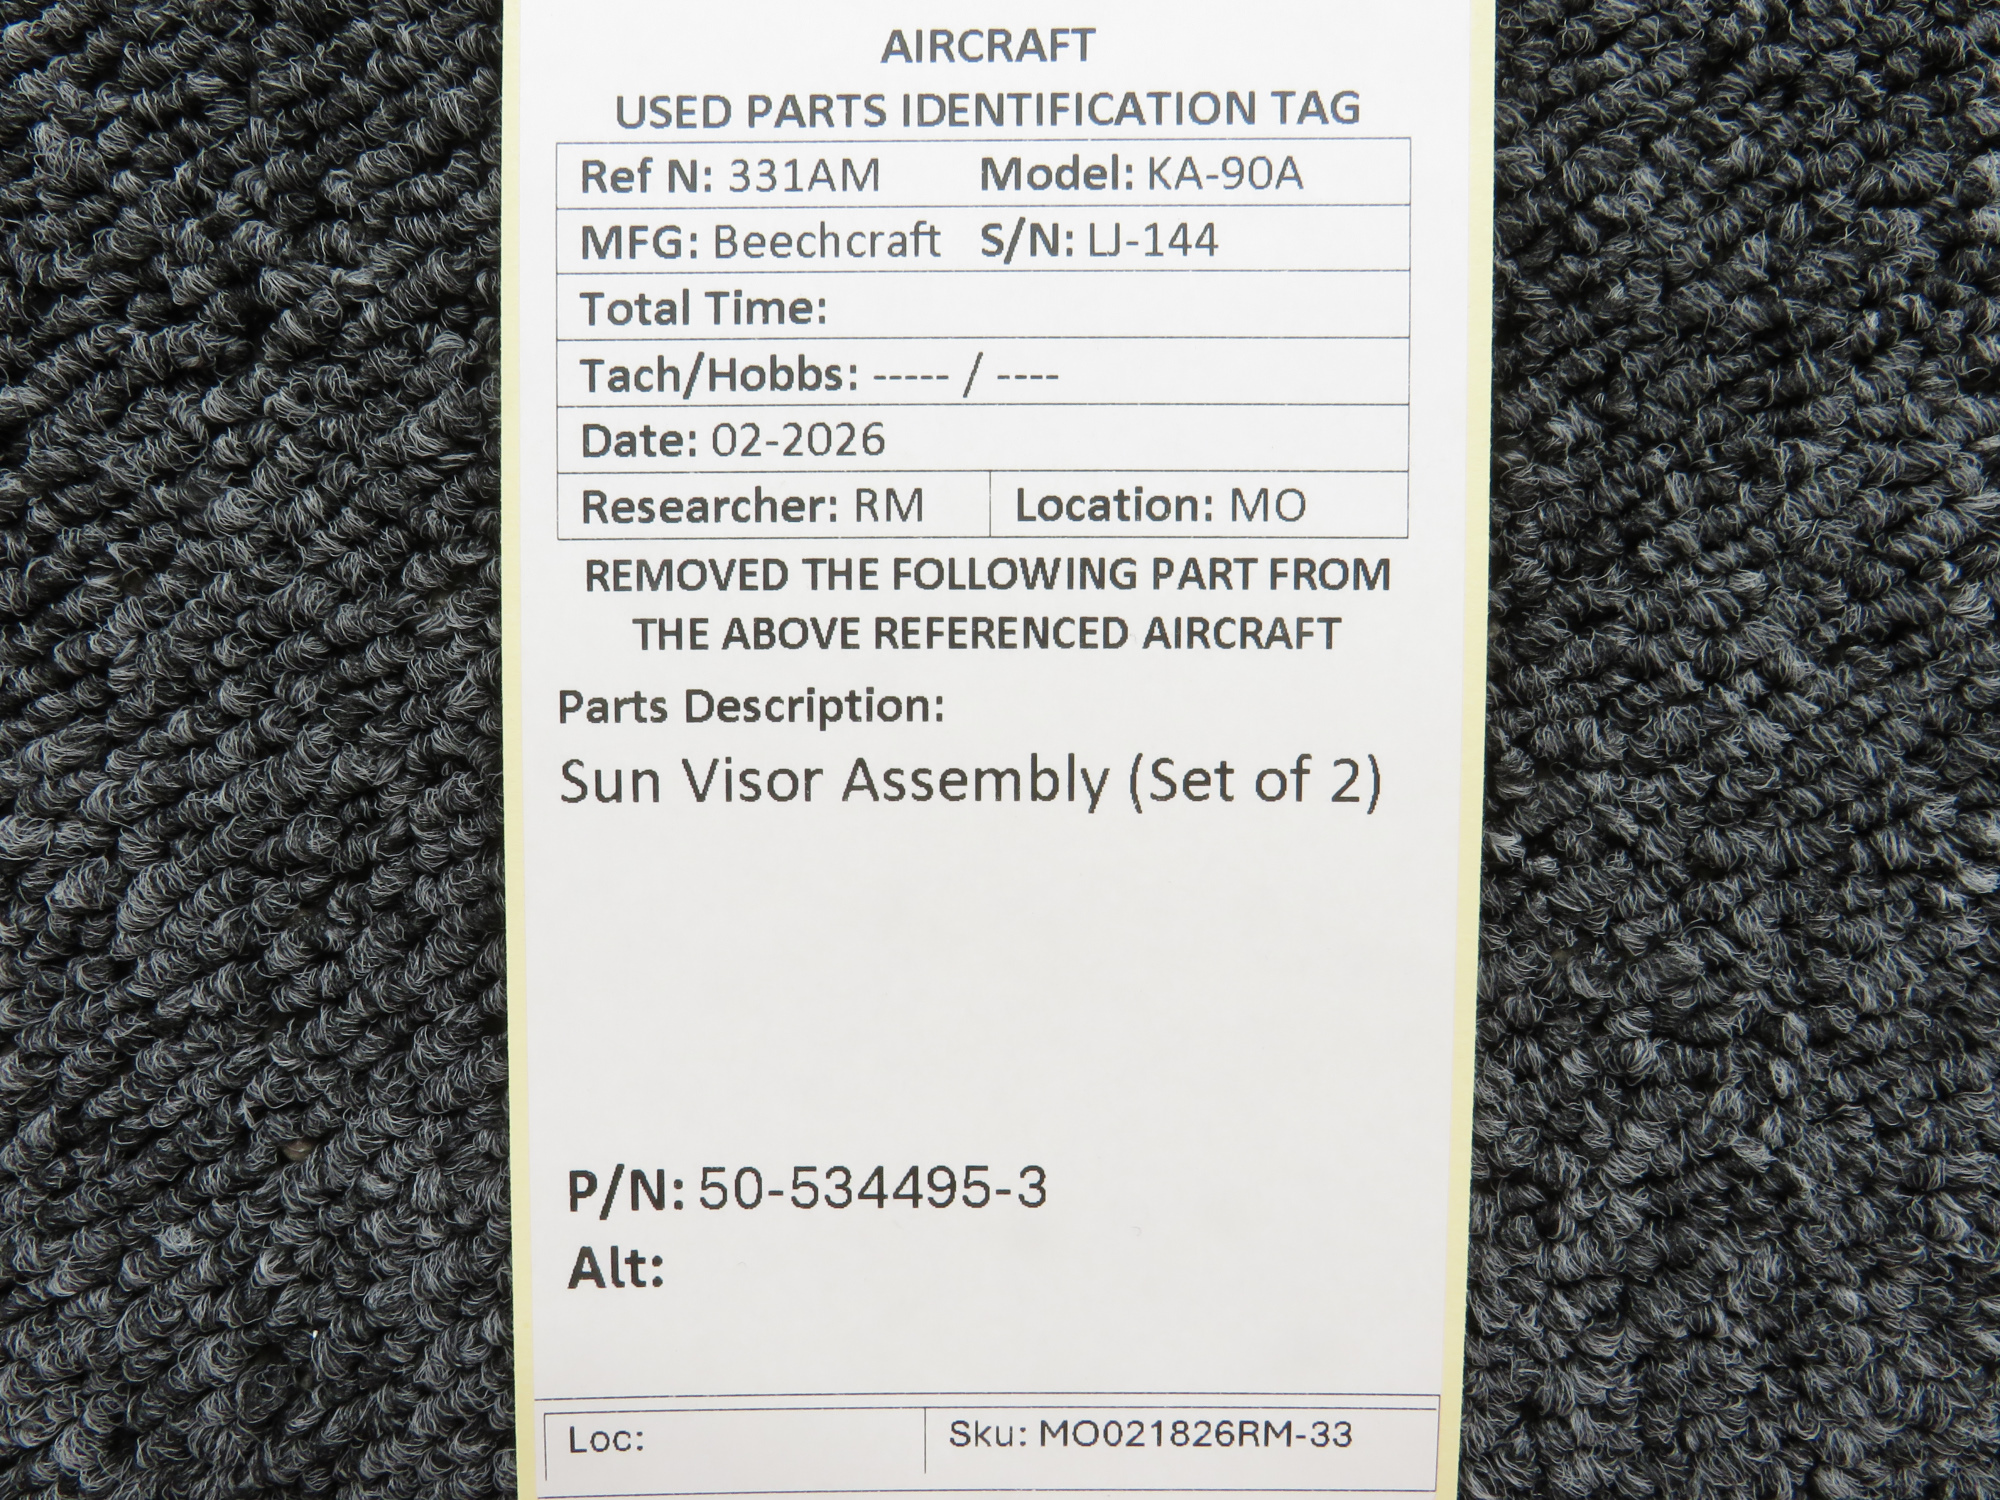 AIRCRAFT
USED PARTS IDENTIFICATION TAG
Ref N: 331AM Model: KA-90A
MFG: Beechcraft S/N: LJ-144
Total Time:
Tach/Hobbs: ----- / ----
Date: 02-2026
Researcher: RM Location: MO
REMOVED THE FOLLOWING PART FROM
THE ABOVE REFERENCED AIRCRAFT
Parts Description:
Sun Visor Assembly (Set of 2)
P/N: 50-534495-3
Alt:
Loc: Sku: MO021826RM-33